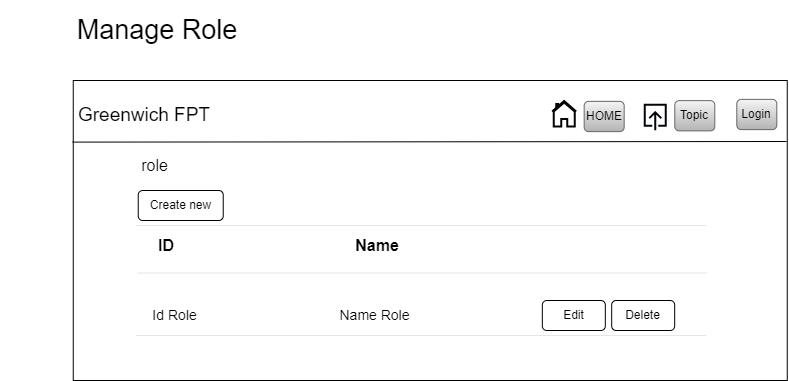 Manage Role
Greenwich FPT
HOME
Topic
Login
role
Create new
ID Name
Id Role Name Role Edit Delete